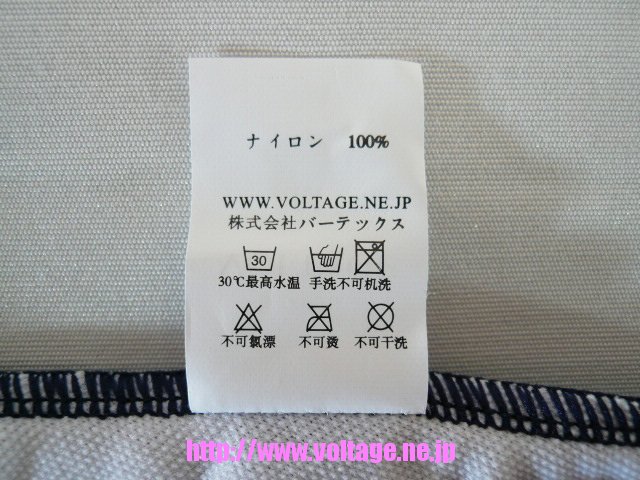 ナイロン 100%
WWW.VOLTAGE.NE.JP
株式会社バーテックス
30
30℃最高水温 手洗不可机洗
不可氯漂 不可烫 不可干洗
http://www.voltage.ne.jp